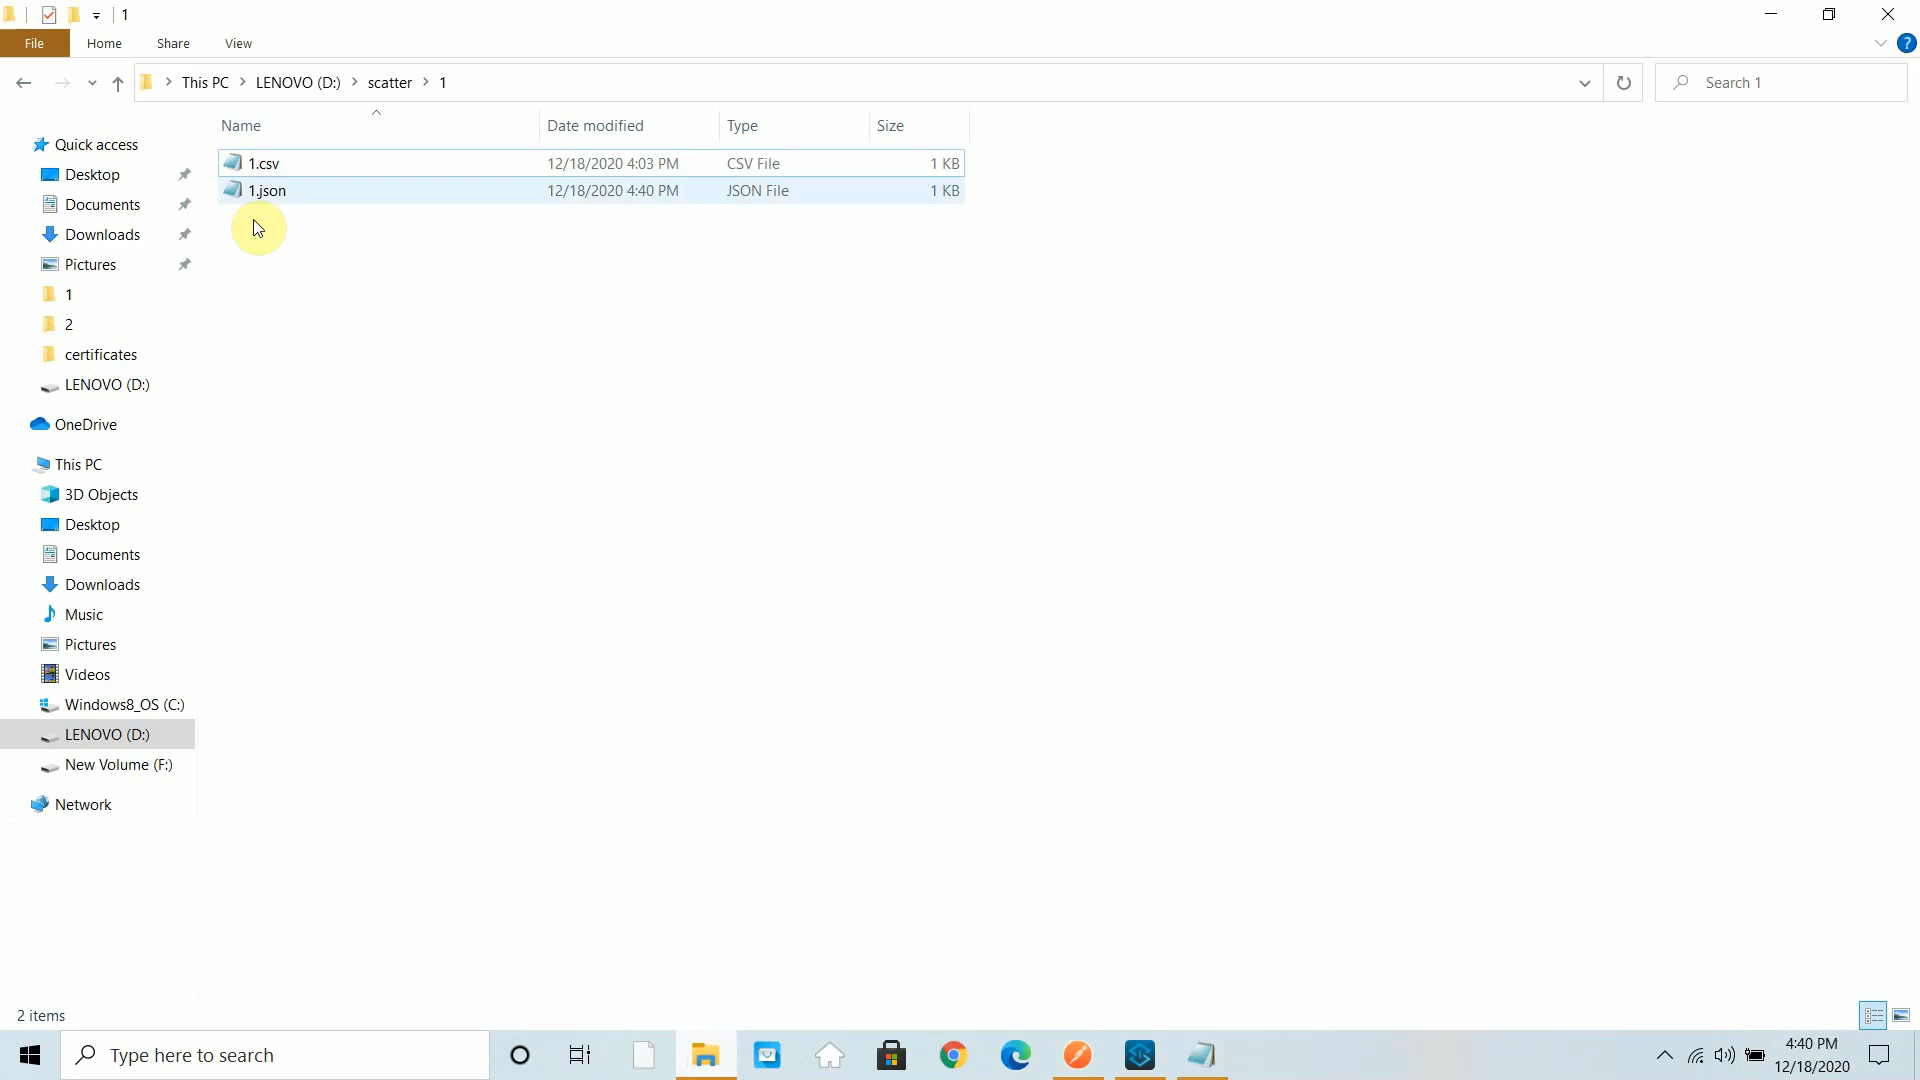 1
File Home Share View
This PC LENOVO (D:) scatter 1 Search 1
Name Date modified Type Size
1.csv 12/18/2020 4:03 PM CSV File 1 KB
1.json 12/18/2020 4:40 PM JSON File 1 KB
Quick access
Desktop
Documents
Downloads
Pictures
1
2
certificates
LENOVO (D:)
OneDrive
This PC
3D Objects
Desktop
Documents
Downloads
Music
Pictures
Videos
Windows8_OS (C:)
LENOVO (D:)
New Volume (F:)
Network
2 items
Type here to search
4:40 PM
12/18/2020